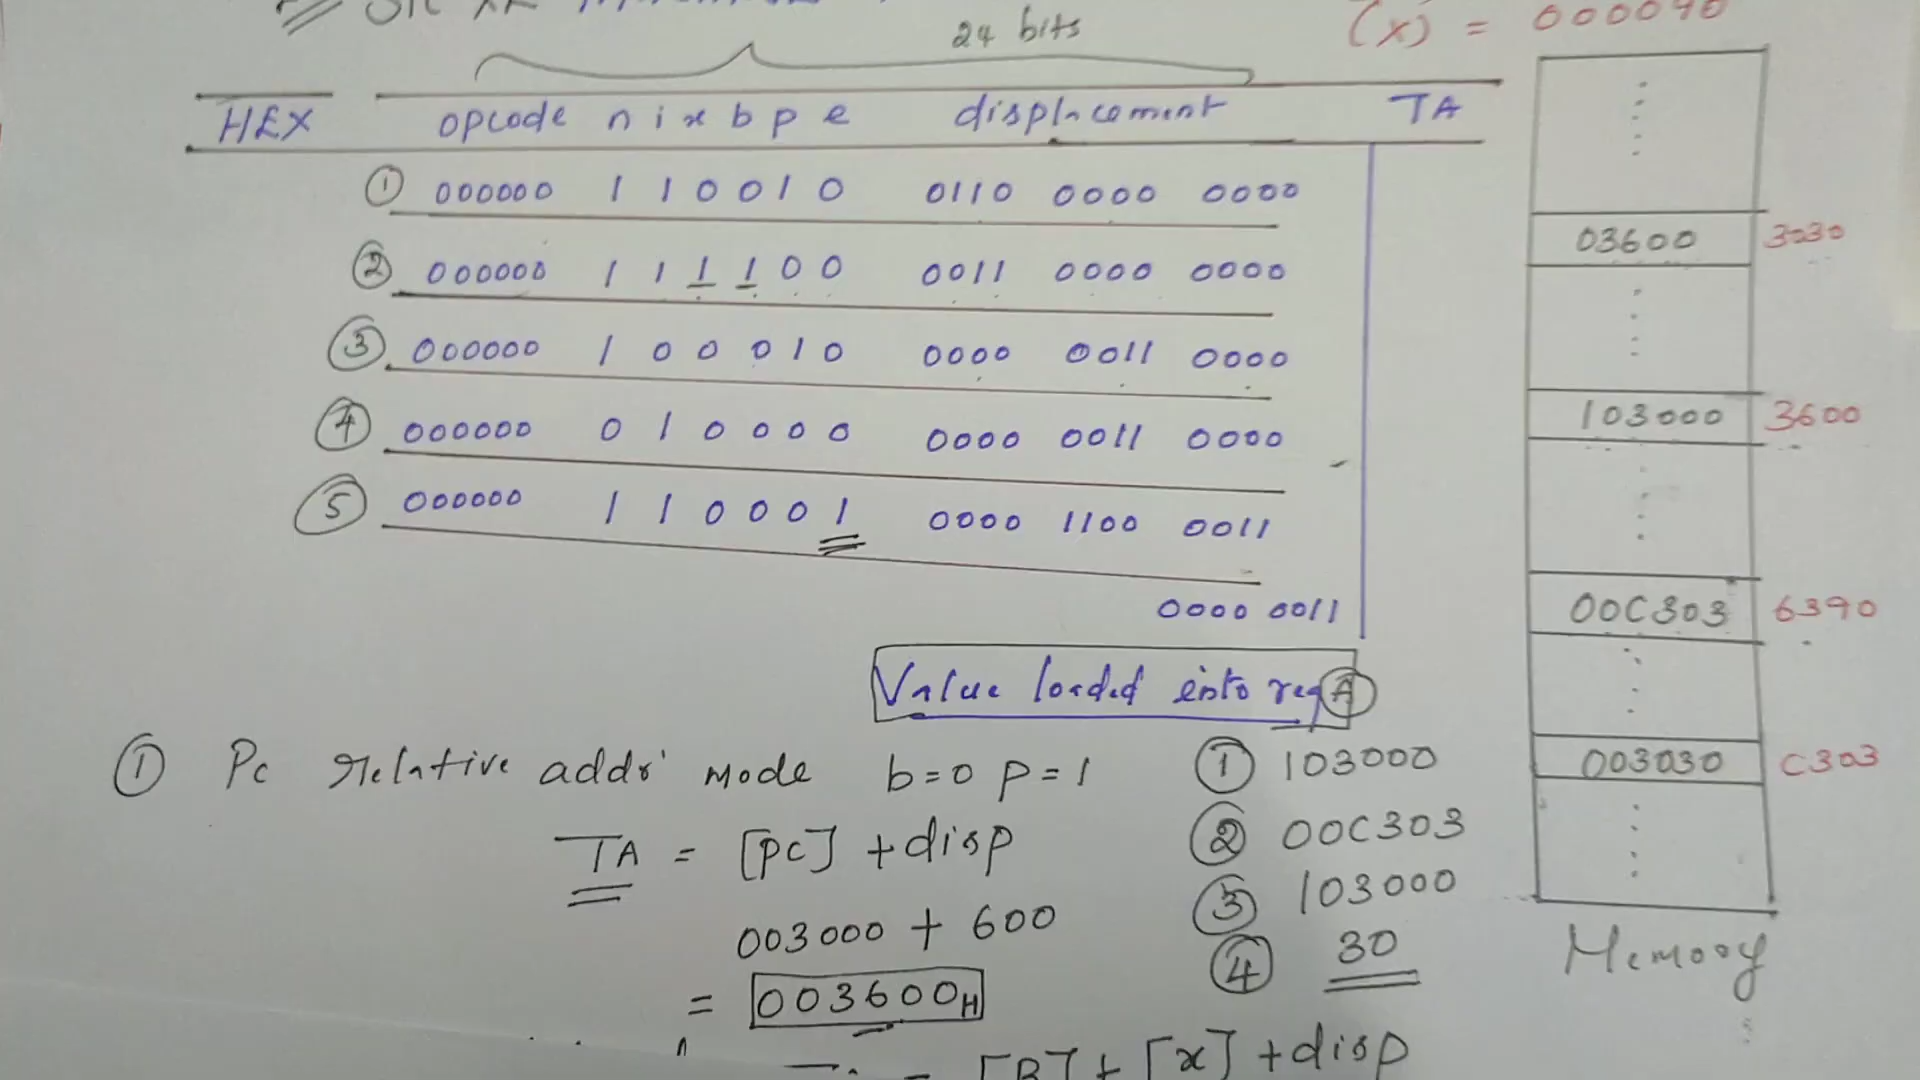 24 bits
(x) = 000090
HEX opcode n i x b p e displacement TA
① 000000 1 1 0 0 1 0 0110 0000 0000
② 000000 1 1 1 1 0 0 0011 0000 0000
③ 000000 1 0 0 0 1 0 0000 0011 0000
④ 000000 0 1 0 0 0 0 0000 0011 0000
⑤ 000000 1 1 0 0 0 1 0000 1100 0011
0000 0011
03600 3030
103000 3600
00C303 6390
003030 C303
Memory
Value loaded into reg A
① Pc relative addr' mode b=0 p=1
TA = [PC] + disp
003000 + 600
= 003600H
[B] + [x] + disp
① 103000
② 00C303
③ 103000
④ 30